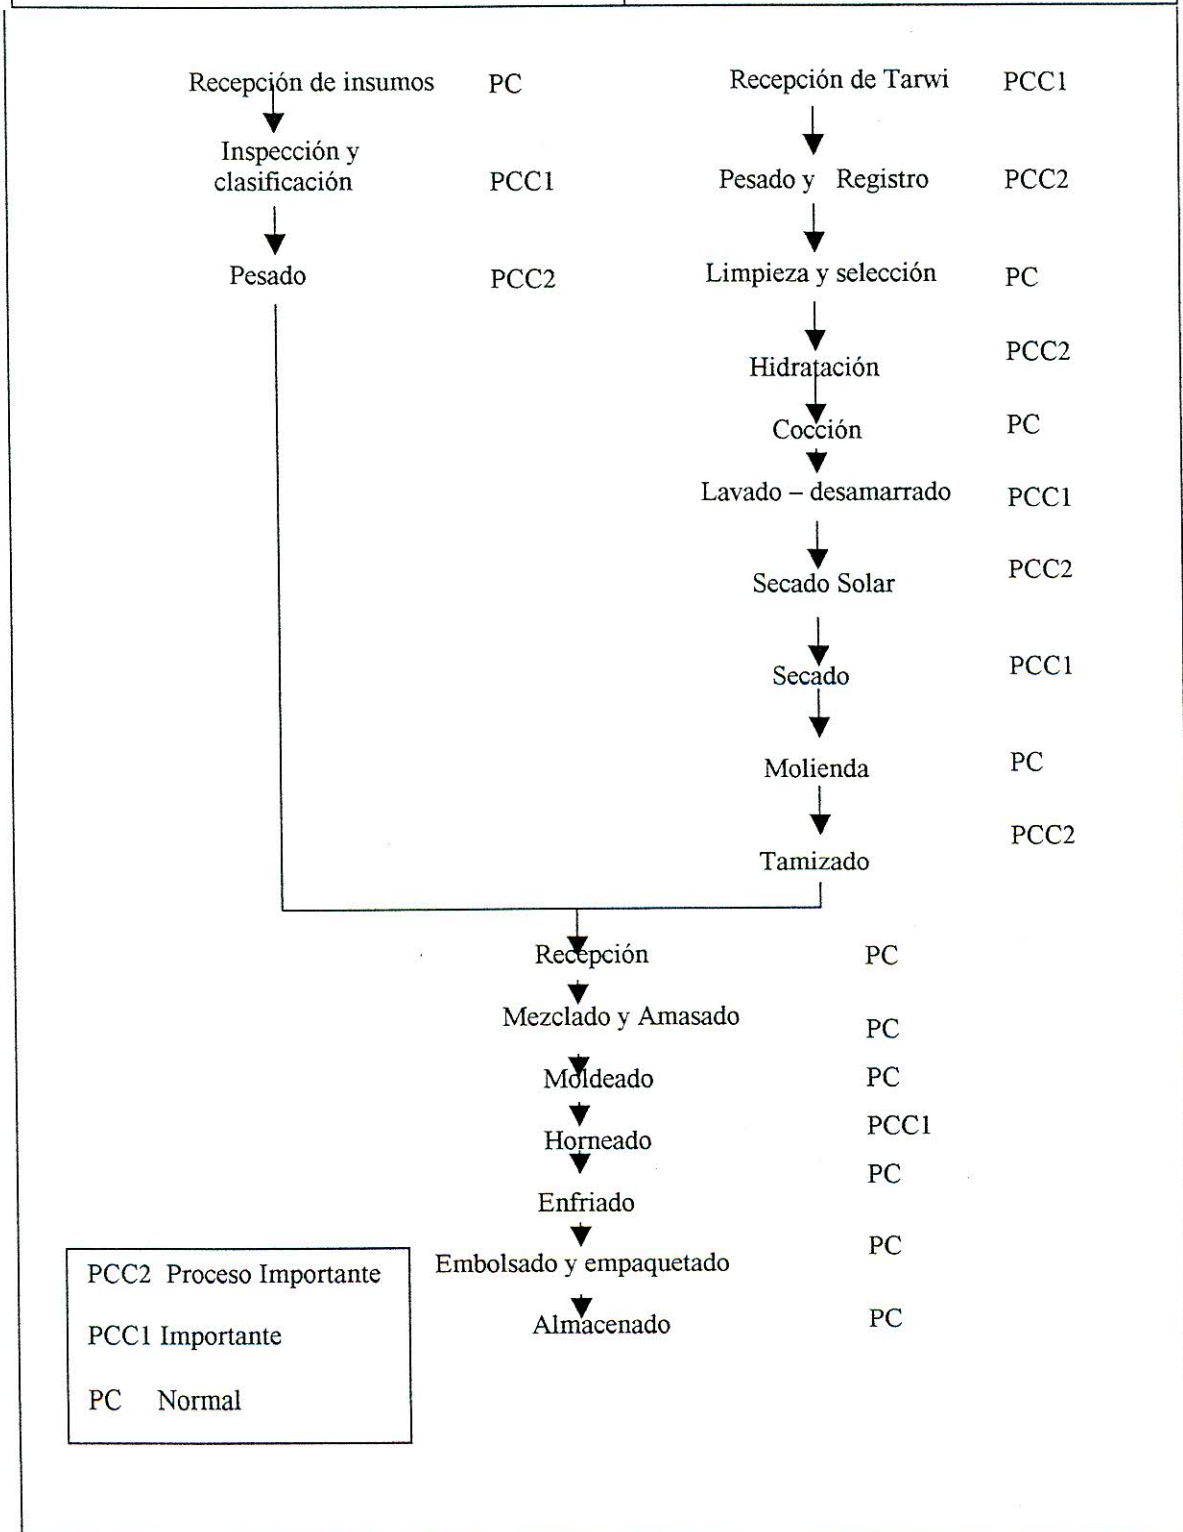 Recepción de insumos PC
Inspección y
clasificación PCC1
Pesado PCC2
Recepción de Tarwi PCC1
Pesado y Registro PCC2
Limpieza y selección PC
Hidratación PCC2
Cocción PC
Lavado – desamarrado PCC1
Secado Solar PCC2
Secado PCC1
Molienda PC
Tamizado PCC2
Recepción PC
Mezclado y Amasado PC
Moldeado PC
Horneado PCC1
Enfriado PC
Embolsado y empaquetado PC
Almacenado PC
PCC2 Proceso Importante
PCC1 Importante
PC Normal